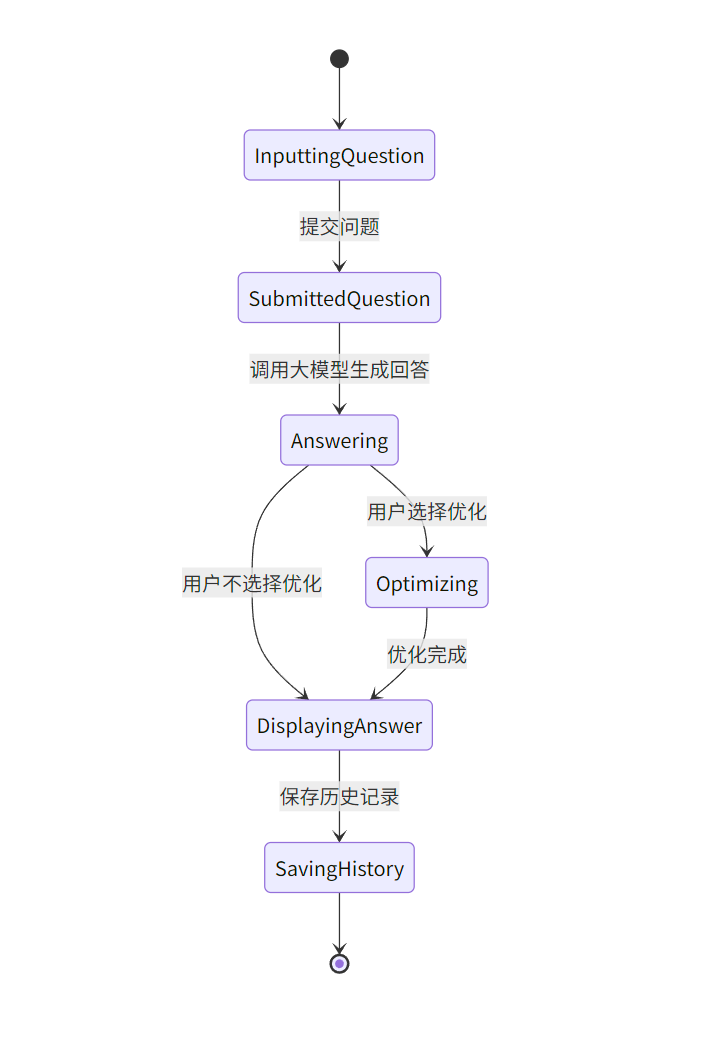 InputtingQuestion
提交问题
SubmittedQuestion
调用大模型生成回答
Answering
用户选择优化
用户不选择优化
Optimizing
优化完成
DisplayingAnswer
保存历史记录
SavingHistory